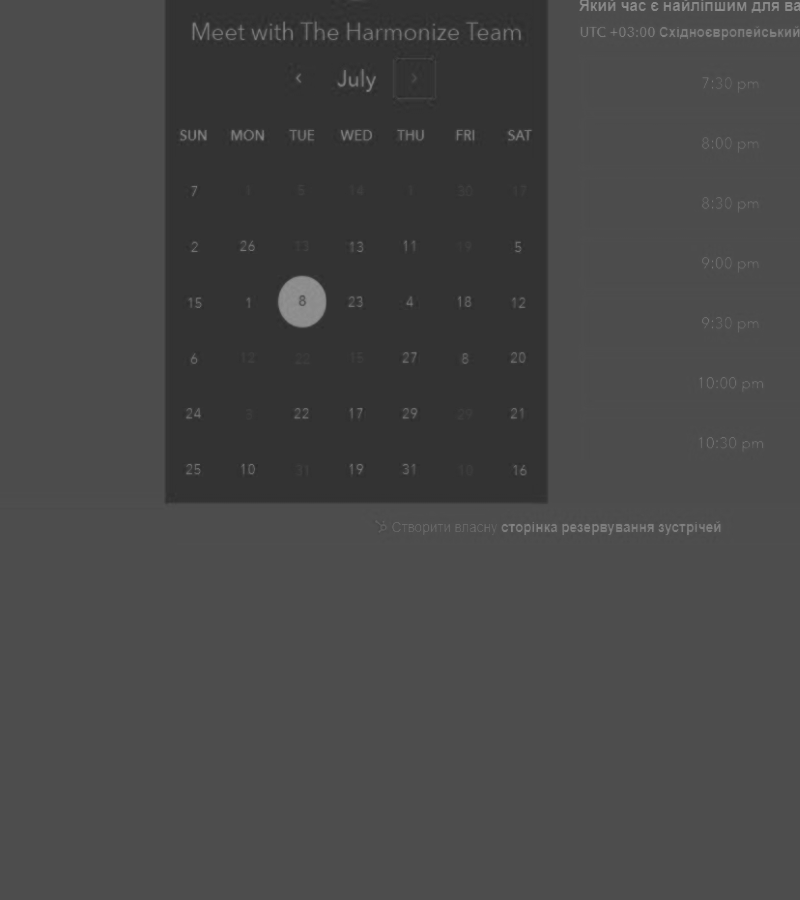 Meet with The Harmonize Team
‹ July ›
SUN MON TUE WED THU FRI SAT
7 5 14 30 17
2 26 13 13 11 19 5
15 1 8 23 4 18 12
6 12 22 15 27 8 20
24 22 17 29 29 21
25 10 31 19 31 16
Який час є найліпшим для ва
UTC +03:00 Східноєвропейський
7:30 pm
8:00 pm
8:30 pm
9:00 pm
9:30 pm
10:00 pm
10:30 pm
Створити власну сторінка резервування зустрічей